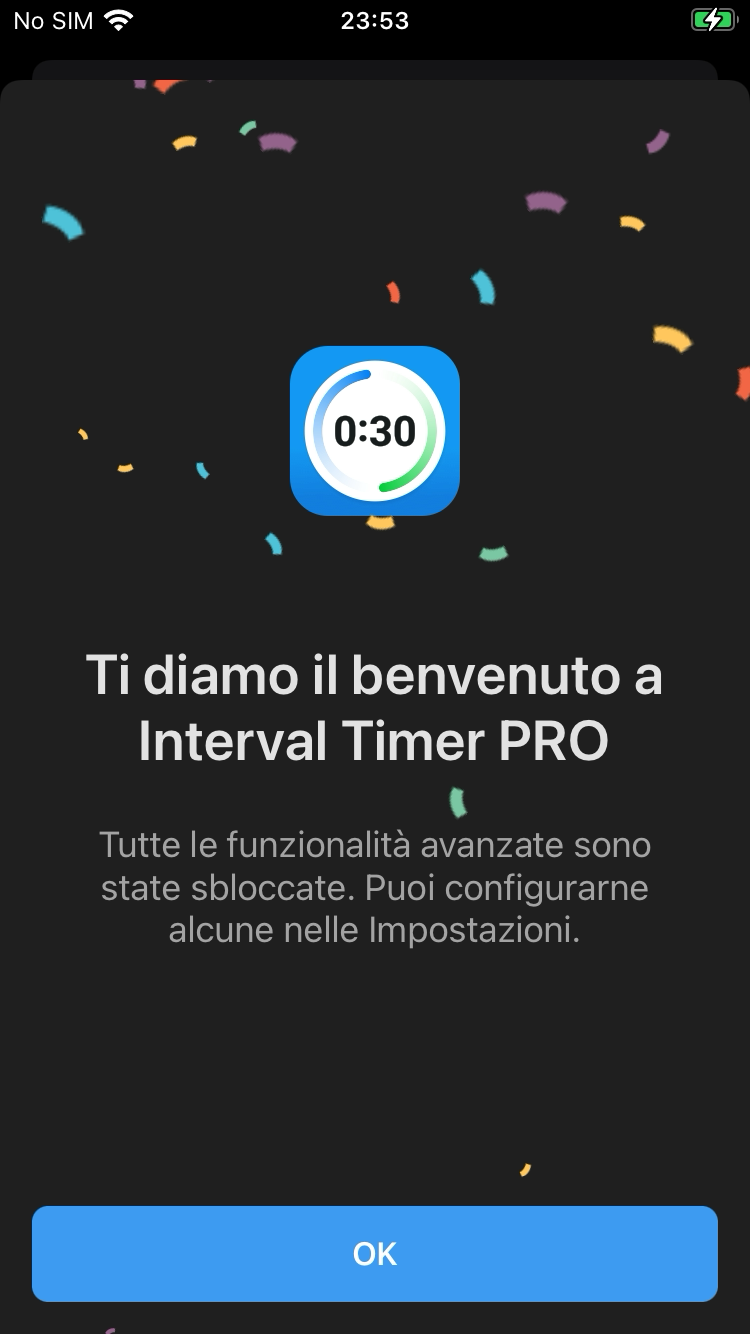 No SIM 23:53
0:30
Ti diamo il benvenuto a
Interval Timer PRO
Tutte le funzionalità avanzate sono
state sbloccate. Puoi configurarne
alcune nelle Impostazioni.
OK